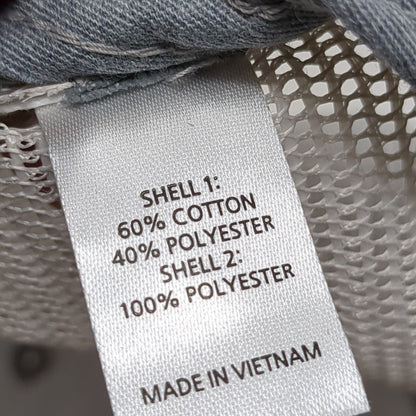 SHELL 1:
60% COTTON
40% POLYESTER
SHELL 2:
100% POLYESTER
MADE IN VIETNAM